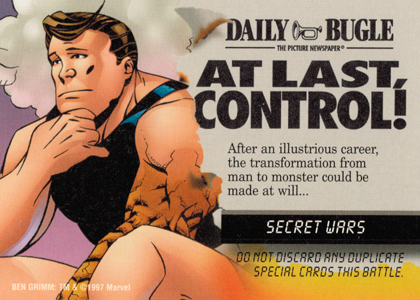 DAILY BUGLE
THE PICTURE NEWSPAPER®
AT LAST,
CONTROL!
After an illustrious career,
the transformation from
man to monster could be
made at will...
SECRET WARS
DO NOT DISCARD ANY DUPLICATE
SPECIAL CARDS THIS BATTLE.
BEN GRIMM: TM & ©1997 Marvel